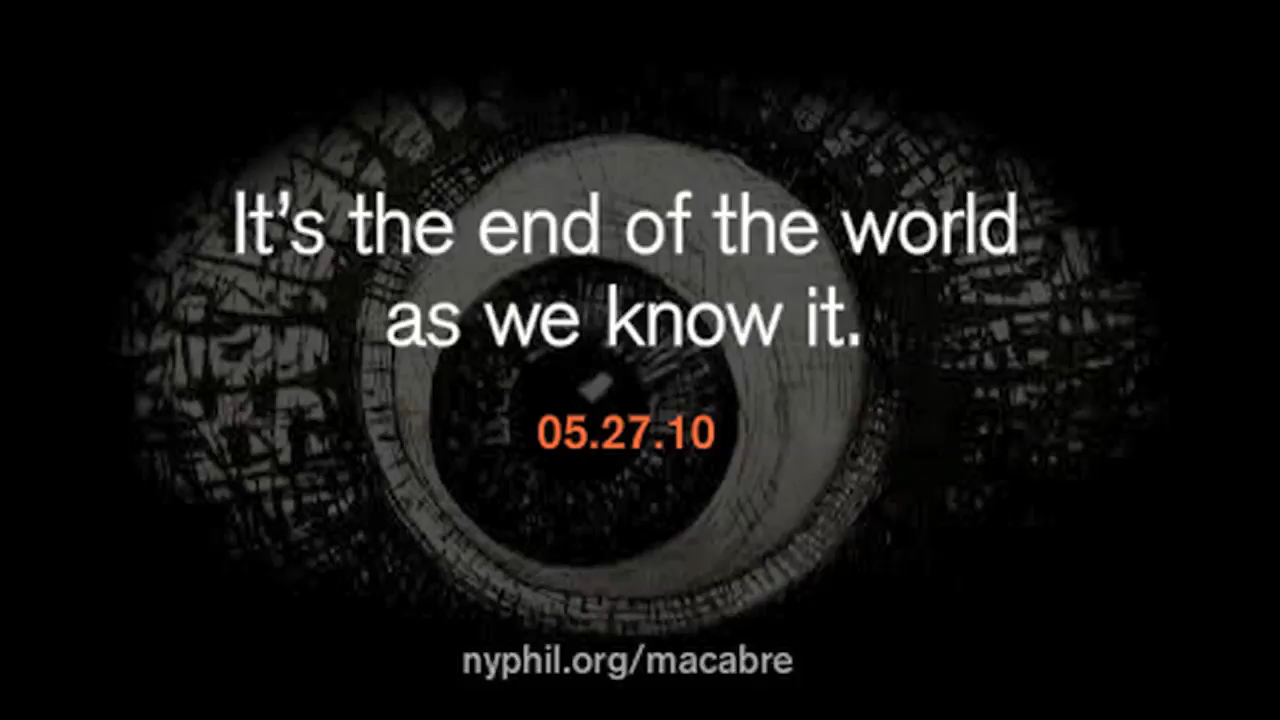 It's the end of the world
as we know it.
05.27.10
nyphil.org/macabre